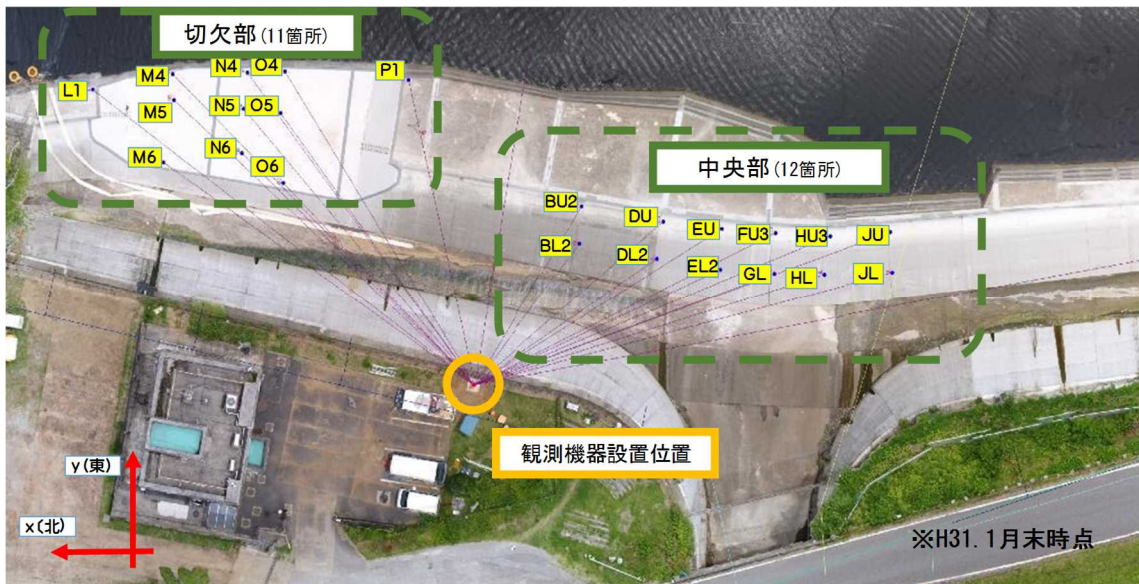 切欠部(11箇所)
L1
M4
N4
O4
P1
M5
N5
O5
M6
N6
O6
中央部(12箇所)
BU2
DU
EU
FU3
HU3
JU
BL2
DL2
EL2
GL
HL
JL
観測機器設置位置
y(東)
x(北)
※H31.1月末時点